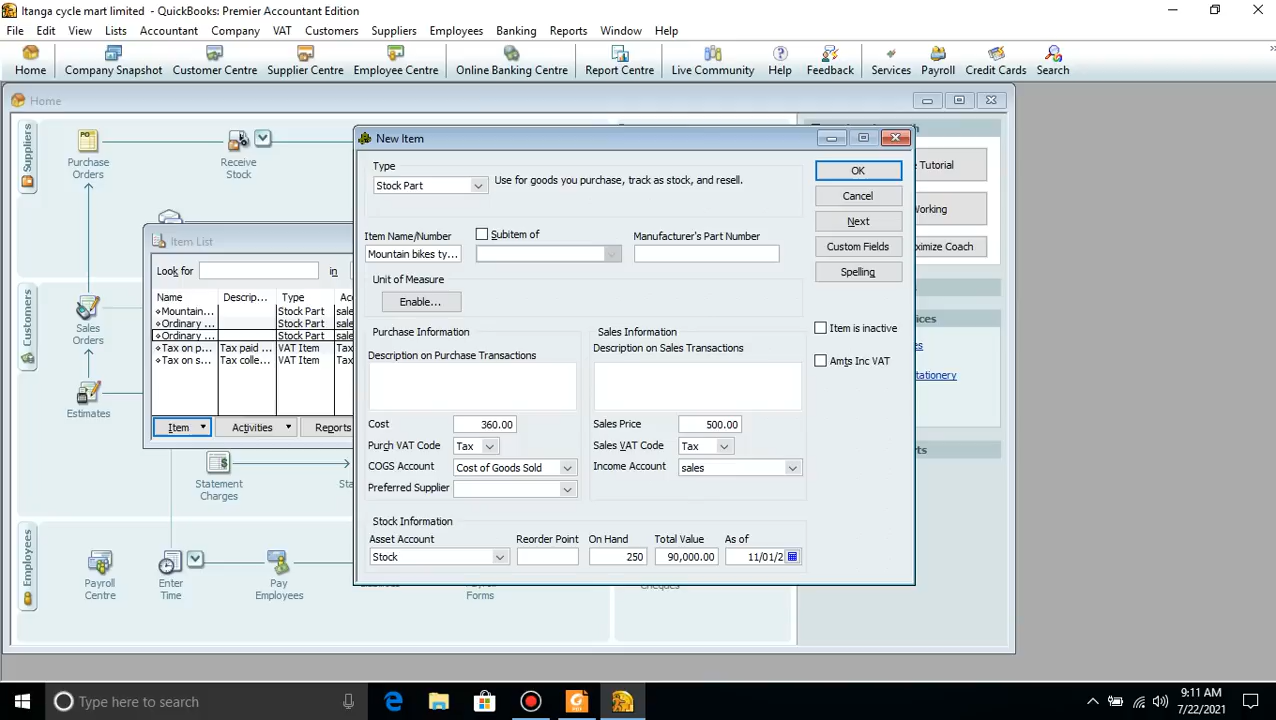 Itanga cycle mart limited - QuickBooks: Premier Accountant Edition
File Edit View Lists Accountant Company VAT Customers Suppliers Employees Banking Reports Window Help
Home Company Snapshot Customer Centre Supplier Centre Employee Centre Online Banking Centre Report Centre Live Community Help Feedback Services Payroll Credit Cards Search
Home
Suppliers
PO
Purchase
Orders
Receive
Stock
Customers
Sales
Orders
Estimates
Statement
Charges
Employees
Payroll
Centre
Enter
Time
Pay
Employees
Forms
Tutorial
Working
Coach
Item List
Look for
in
Name Descrip... Type
Mountain... Stock Part sale
Ordinary ... Stock Part sale
Ordinary ... Stock Part sale
Tax on p... Tax paid ... VAT Item Tax
Tax on s... Tax colle... VAT Item Tax
Item Activities Reports
New Item
Type
Stock Part
Use for goods you purchase, track as stock, and resell.
Item Name/Number Subitem of Manufacturer's Part Number
Mountain bikes ty...
Unit of Measure
Enable...
Purchase Information
Description on Purchase Transactions
Cost 360.00
Purch VAT Code Tax
COGS Account Cost of Goods Sold
Preferred Supplier
Sales Information
Description on Sales Transactions
Sales Price 500.00
Sales VAT Code Tax
Income Account sales
Stock Information
Asset Account Reorder Point On Hand Total Value As of
Stock 250 90,000.00 11/01/2
OK
Cancel
Next
Custom Fields
Spelling
Item is inactive
Amts Inc VAT
Type here to search
9:11 AM
7/22/2021